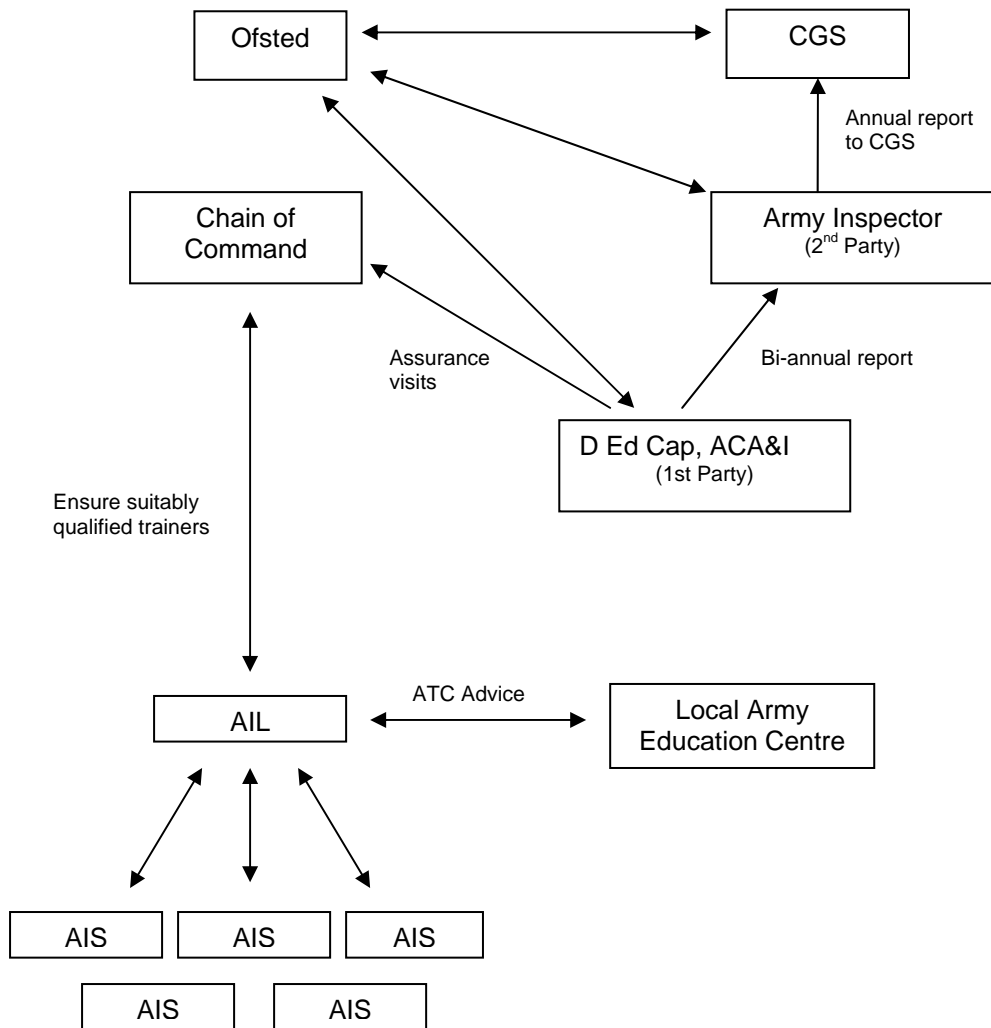 Ofsted
CGS
Annual report
to CGS
Chain of
Command
Army Inspector
(2nd Party)
Assurance
visits
Bi-annual report
D Ed Cap, ACA&I
(1st Party)
Ensure suitably
qualified trainers
ATC Advice
AIL
Local Army
Education Centre
AIS
AIS
AIS
AIS
AIS